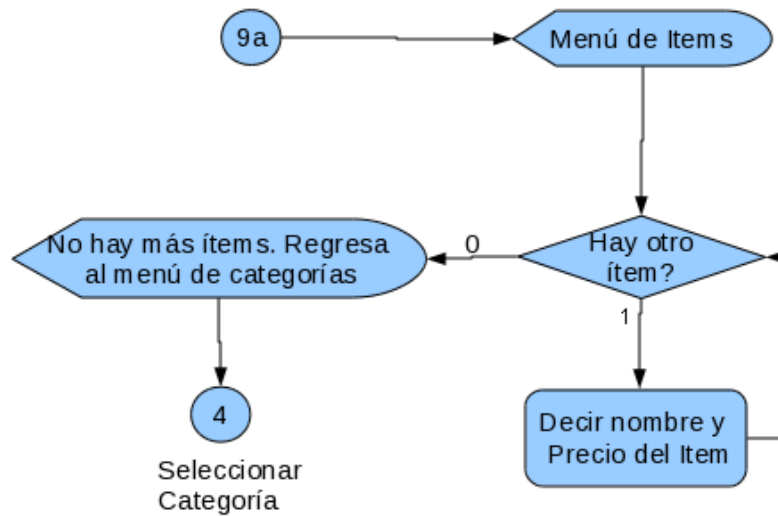 9a
Menú de Items
Hay otro
ítem?
0
No hay más ítems. Regresa
al menú de categorías
1
4
Seleccionar
Categoría
Decir nombre y
Precio del Item